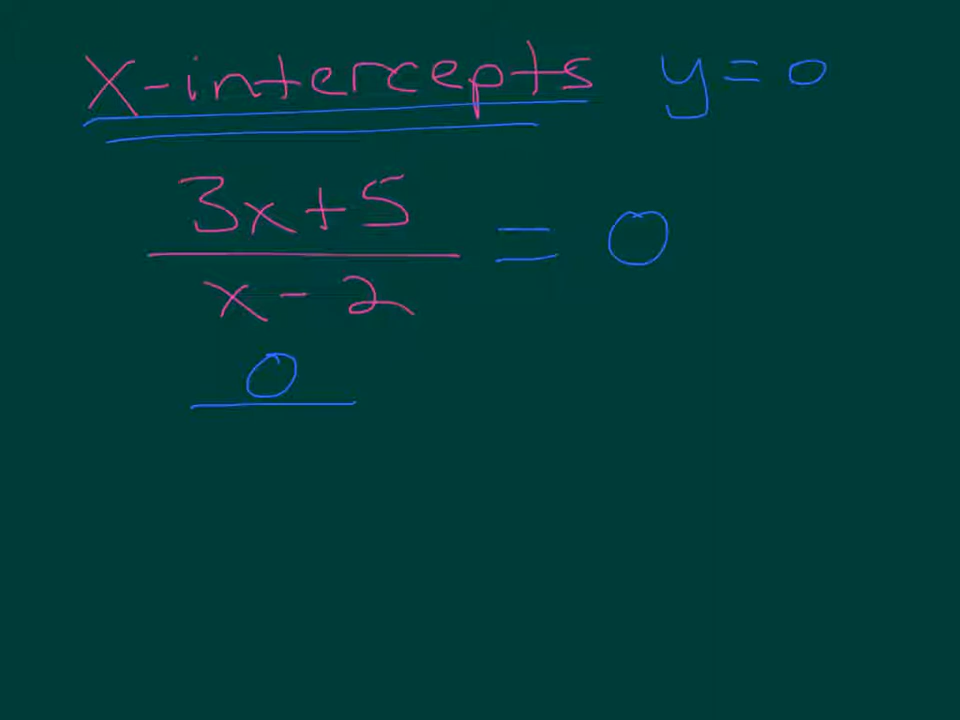 X-intercepts y = 0
3x+5
x-2
= 0
0